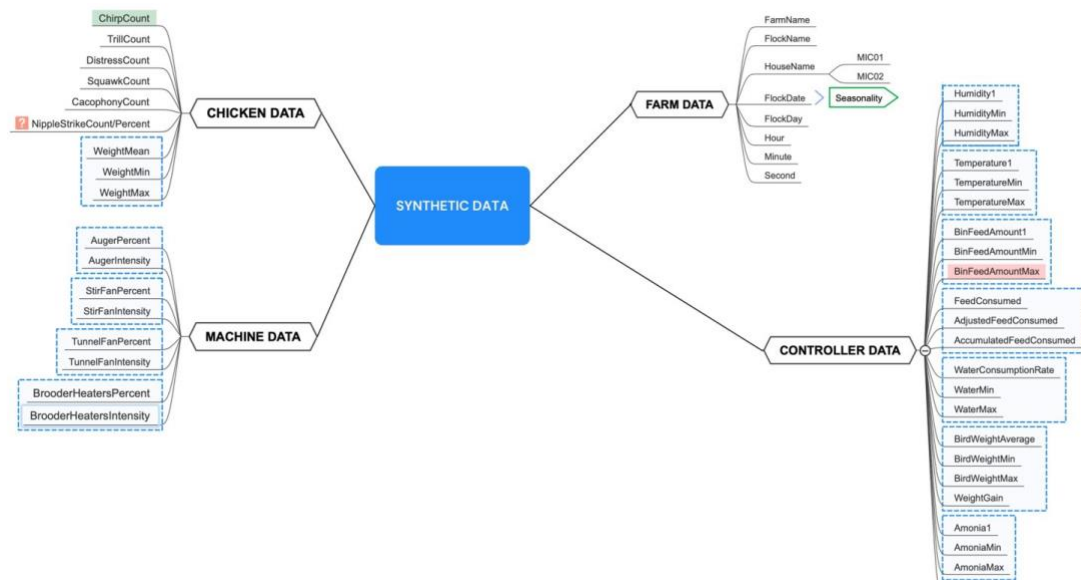 SYNTHETIC DATA
CHICKEN DATA
ChirpCount
TrillCount
DistressCount
SquawkCount
CacophonyCount
? NippleStrikeCount/Percent
WeightMean
WeightMin
WeightMax
MACHINE DATA
AugerPercent
AugerIntensity
StirFanPercent
StirFanIntensity
TunnelFanPercent
TunnelFanIntensity
BrooderHeatersPercent
BrooderHeatersIntensity
FARM DATA
FarmName
FlockName
HouseName
MIC01
MIC02
FlockDate
Seasonality
FlockDay
Hour
Minute
Second
CONTROLLER DATA
Humidity1
HumidityMin
HumidityMax
Temperature1
TemperatureMin
TemperatureMax
BinFeedAmount1
BinFeedAmountMin
BinFeedAmountMax
FeedConsumed
AdjustedFeedConsumed
AccumulatedFeedConsumed
WaterConsumptionRate
WaterMin
WaterMax
BirdWeightAverage
BirdWeightMin
BirdWeightMax
WeightGain
Amonia1
AmoniaMin
AmoniaMax